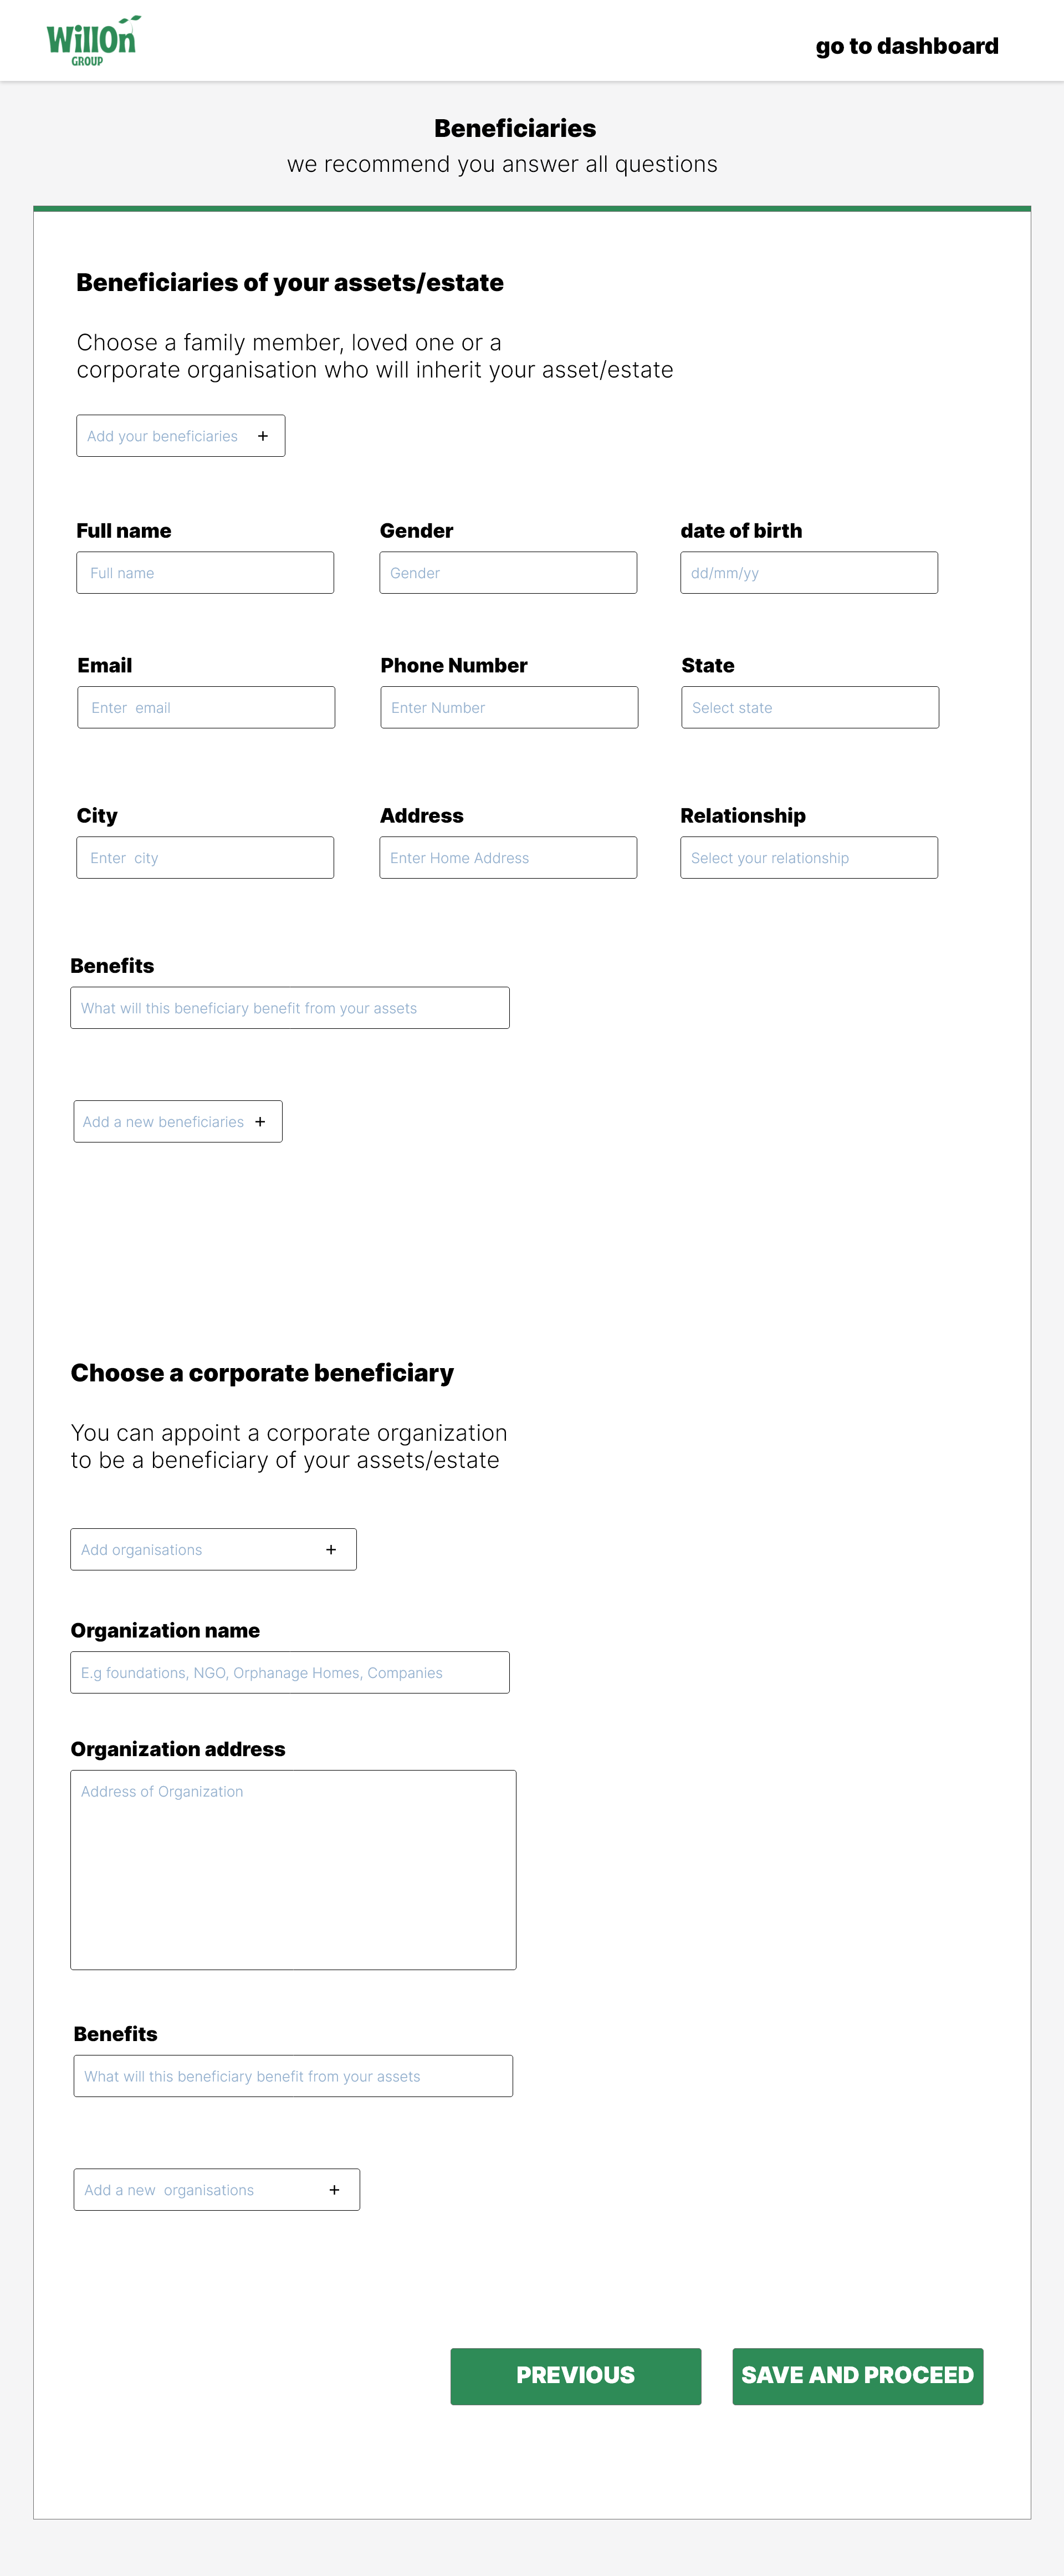 WillOn
GROUP
go to dashboard
Beneficiaries
we recommend you answer all questions
Beneficiaries of your assets/estate
Choose a family member, loved one or a
corporate organisation who will inherit your asset/estate
Add your beneficiaries +
Full name Gender date of birth
Full name Gender dd/mm/yy
Email Phone Number State
Enter email Enter Number Select state
City Address Relationship
Enter city Enter Home Address Select your relationship
Benefits
What will this beneficiary benefit from your assets
Add a new beneficiaries +
Choose a corporate beneficiary
You can appoint a corporate organization
to be a beneficiary of your assets/estate
Add organisations +
Organization name
E.g foundations, NGO, Orphanage Homes, Companies
Organization address
Address of Organization
Benefits
What will this beneficiary benefit from your assets
Add a new organisations +
PREVIOUS SAVE AND PROCEED